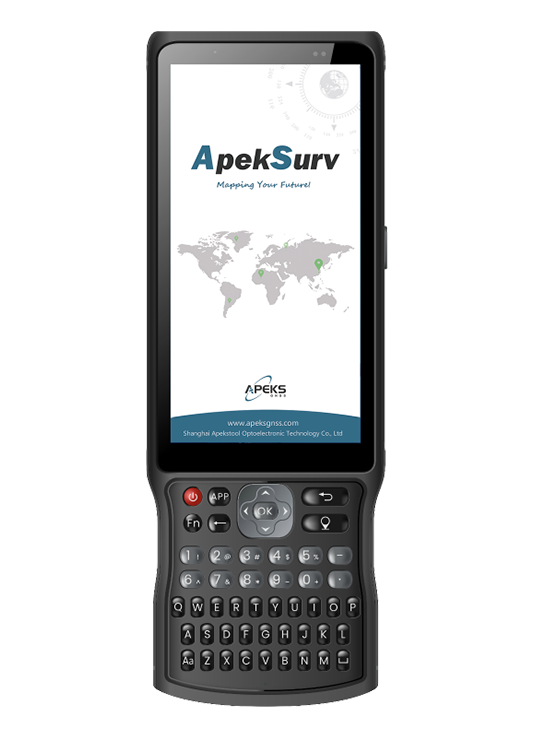 ApekSurv
Mapping Your Future!
APEKS
GNSS
www.apeksgnss.com
Shanghai Apekstool Optoelectronic Technology Co., Ltd
APP
OK
Fn
1 ! 2 @ 3 # 4 $ 5 % -
6 ^ 7 & 8 * 9 - 0 + .
Q W E R T Y U I O P
A S D F G H J K L
Aa Z X C V B N M